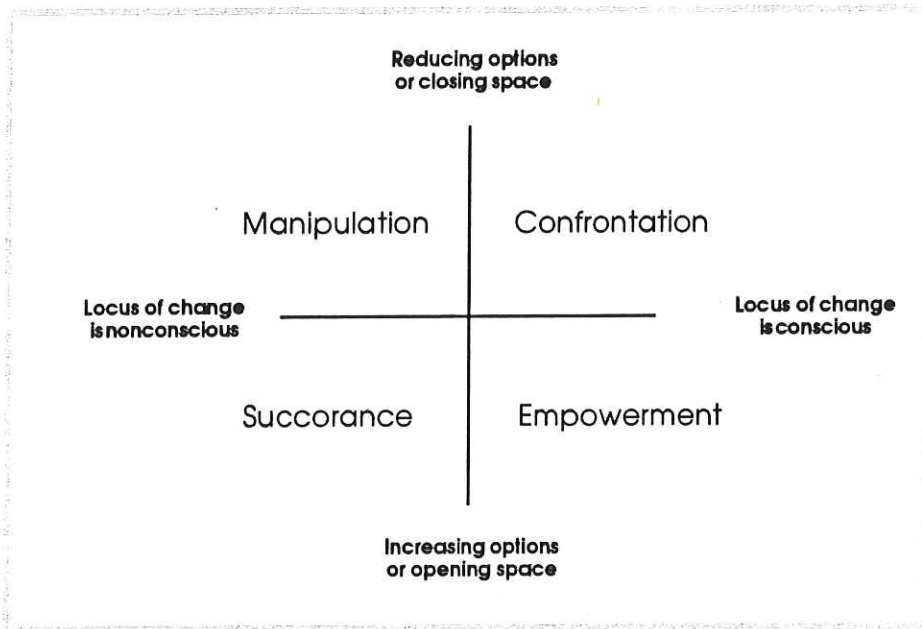 Reducing options
or closing space
Manipulation
Confrontation
Locus of change
is nonconscious
Locus of change
is conscious
Succorance
Empowerment
Increasing options
or opening space